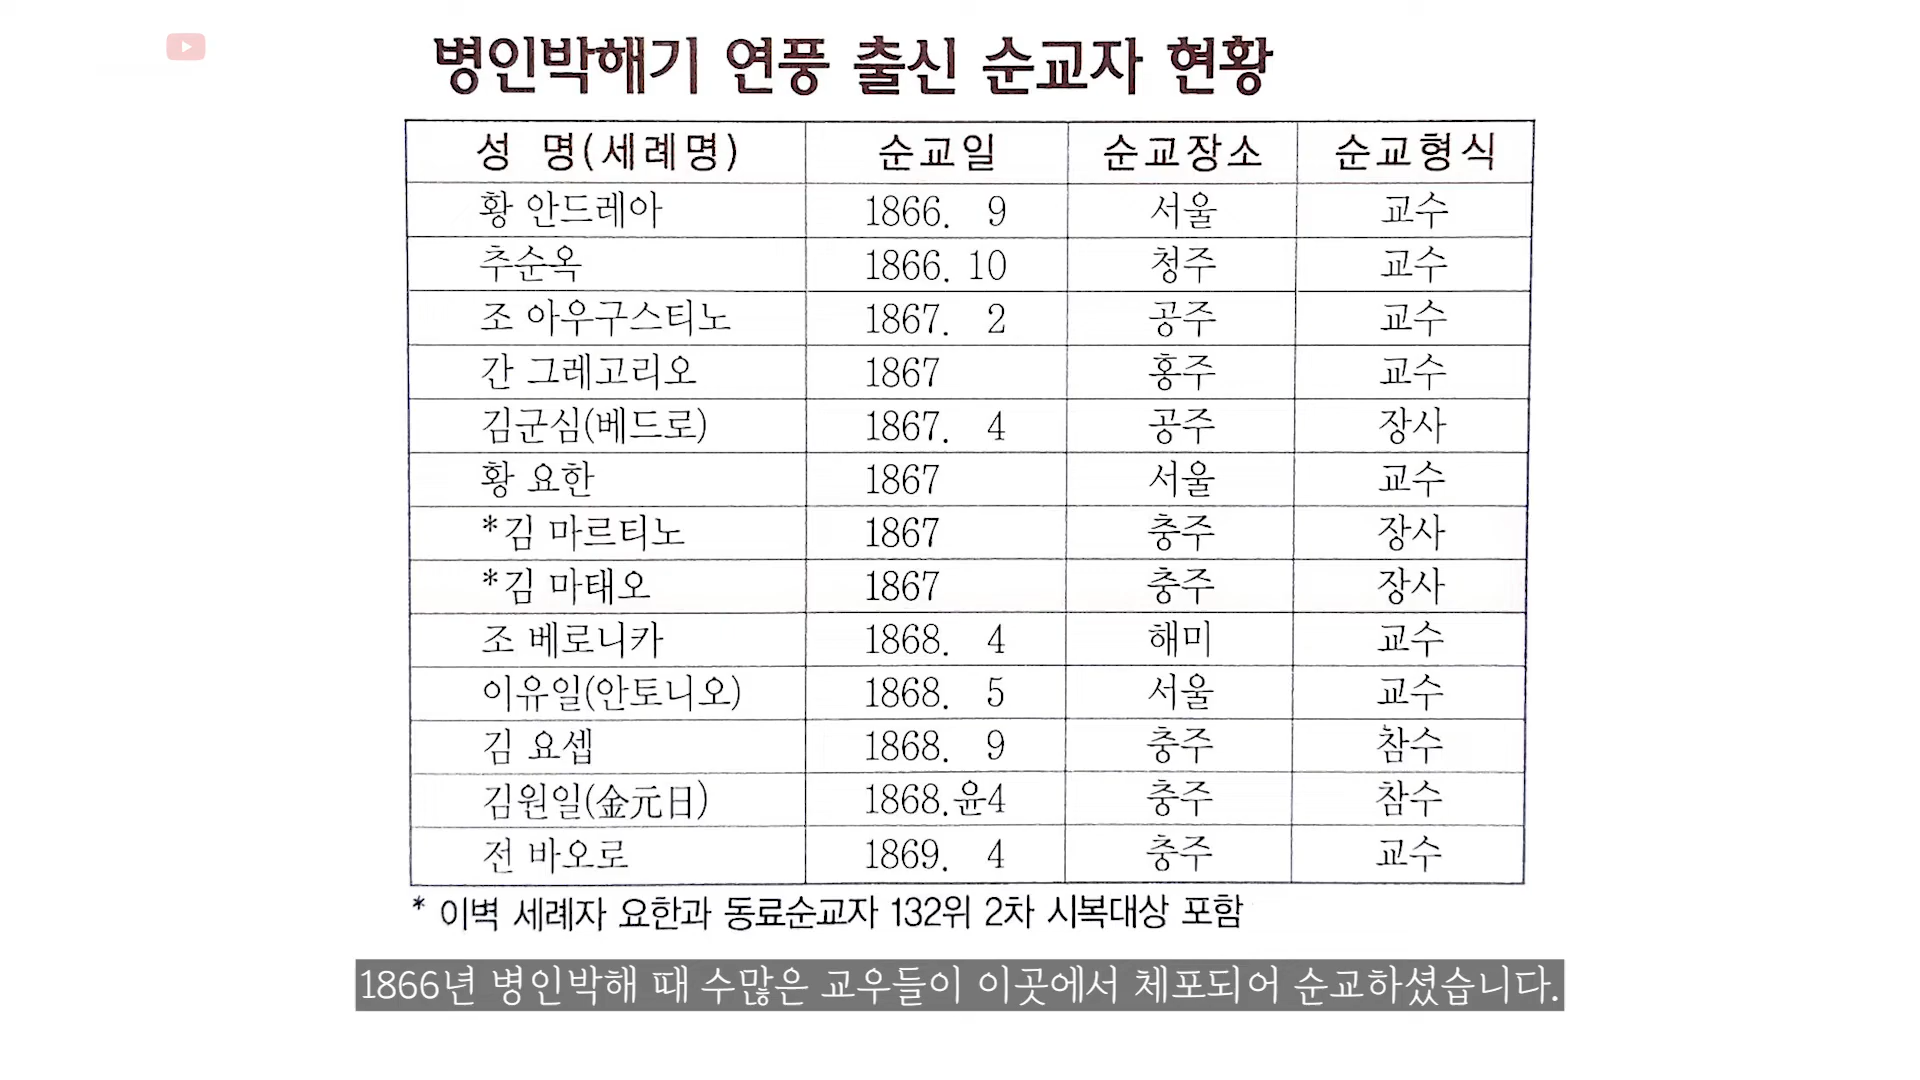 병인박해기 연풍 출신 순교자 현황
성 명(세례명) 순교일 순교장소 순교형식
황 안드레아 1866. 9 서울 교수
추순옥 1866. 10 청주 교수
조 아우구스티노 1867. 2 공주 교수
간 그레고리오 1867 홍주 교수
김군심(베드로) 1867. 4 공주 장사
황 요한 1867 서울 교수
*김 마르티노 1867 충주 장사
*김 마태오 1867 충주 장사
조 베로니카 1868. 4 해미 교수
이유일(안토니오) 1868. 5 서울 교수
김 요셉 1868. 9 충주 참수
김원일(金元日) 1868.윤4 충주 참수
전 바오로 1869. 4 충주 교수
* 이벽 세례자 요한과 동료순교자 132위 2차 시복대상 포함
1866년 병인박해 때 수많은 교우들이 이곳에서 체포되어 순교하셨습니다.